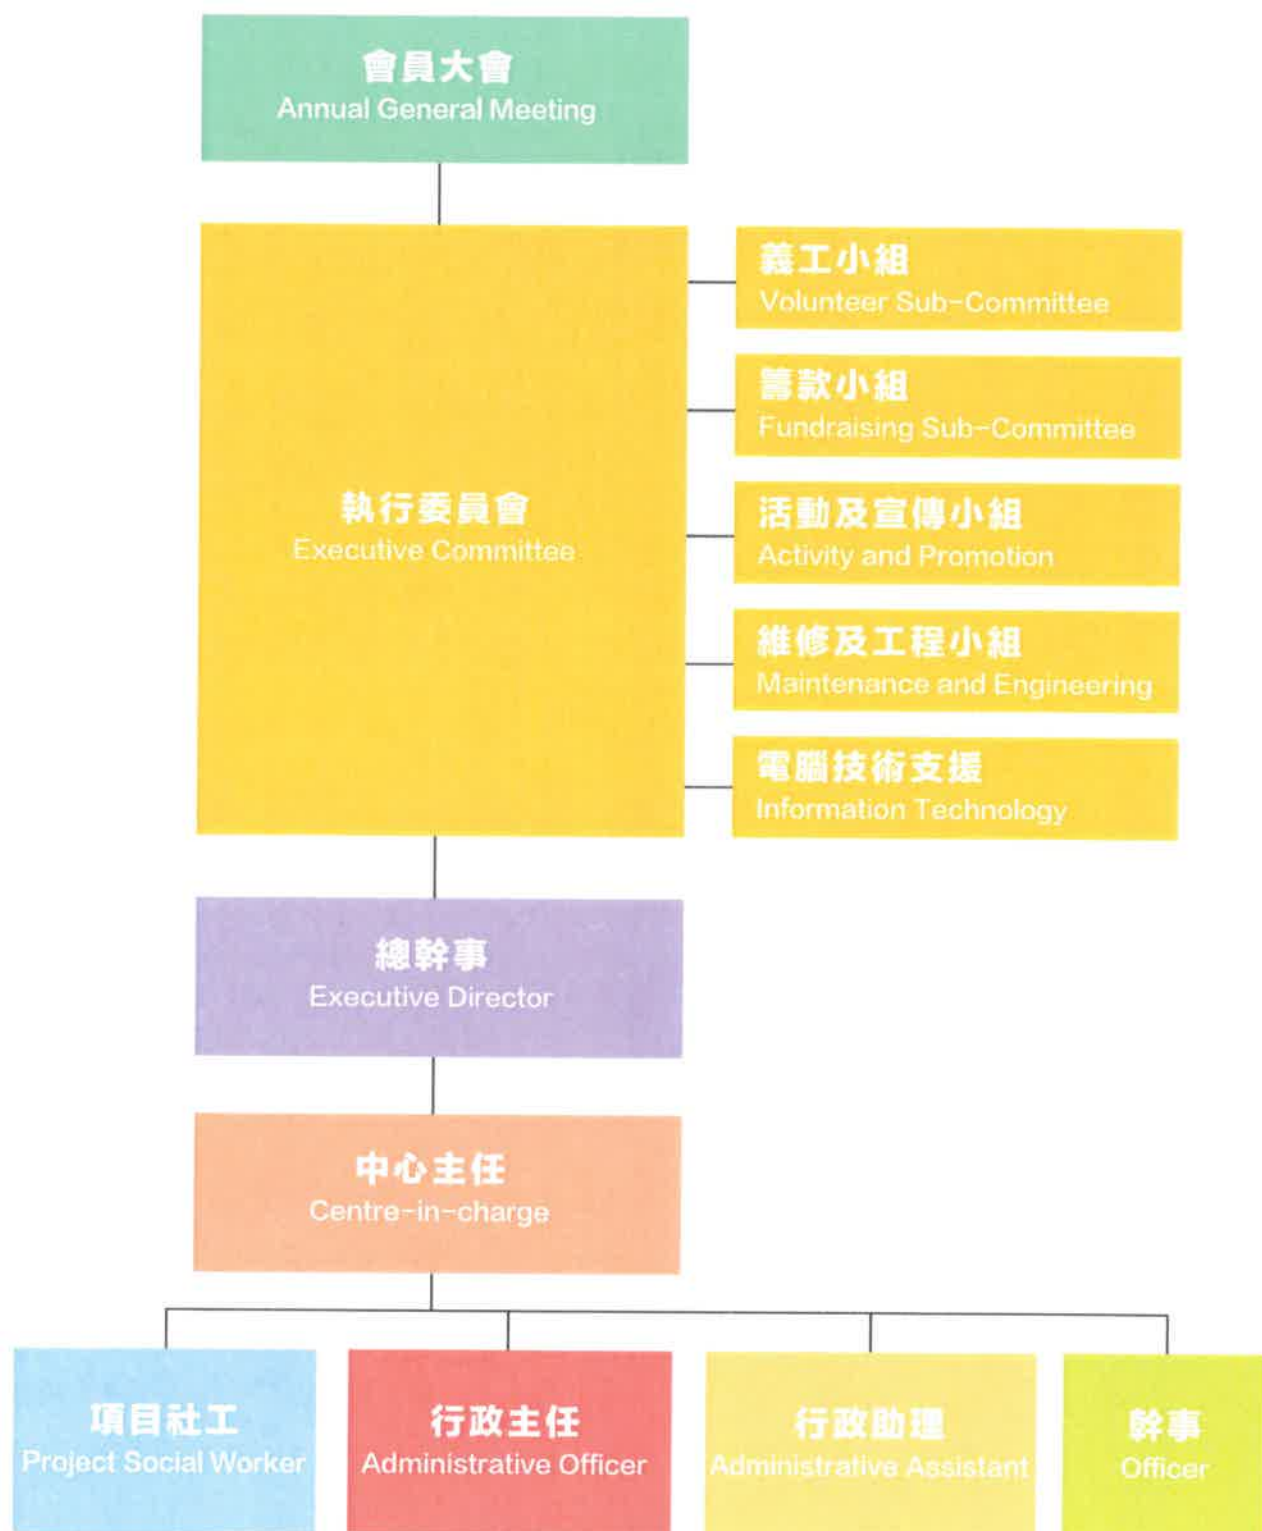 會員大會
Annual General Meeting
執行委員會
Executive Committee
義工小組
Volunteer Sub-Committee
籌款小組
Fundraising Sub-Committee
活動及宣傳小組
Activity and Promotion
維修及工程小組
Maintenance and Engineering
電腦技術支援
Information Technology
總幹事
Executive Director
中心主任
Centre-in-charge
項目社工
Project Social Worker
行政主任
Administrative Officer
行政助理
Administrative Assistant
幹事
Officer